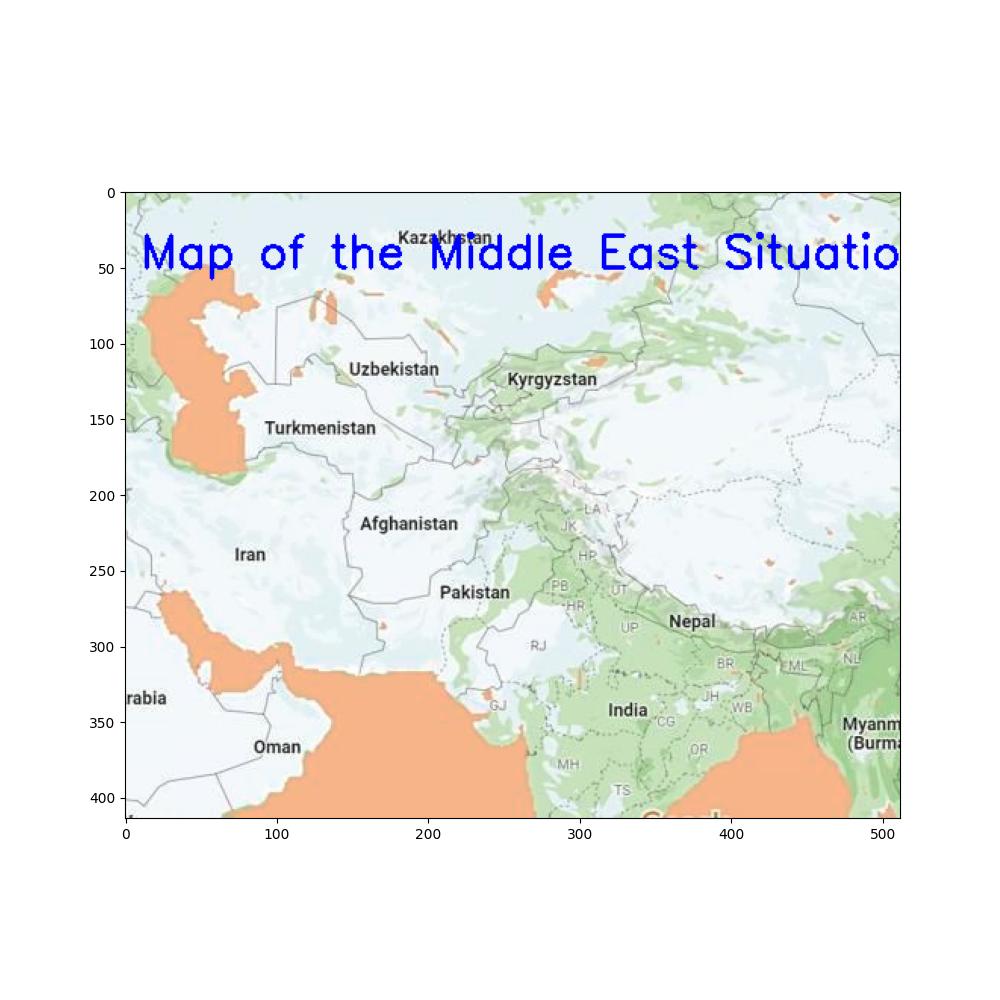 0
Map of the Middle East Situatio
Kazakhstan
50
100
Uzbekistan
Kyrgyzstan
150
Turkmenistan
200
LA
Afghanistan
JK
Iran
HP
250
Pakistan
PB
UT
HR
Nepal
AR
UP
300
RJ
NL
BR
ML
rabia
JH
GJ
WB
India
CG
350
Myanm
(Burma
Oman
OR
MH
TS
400
0
100
200
300
400
500